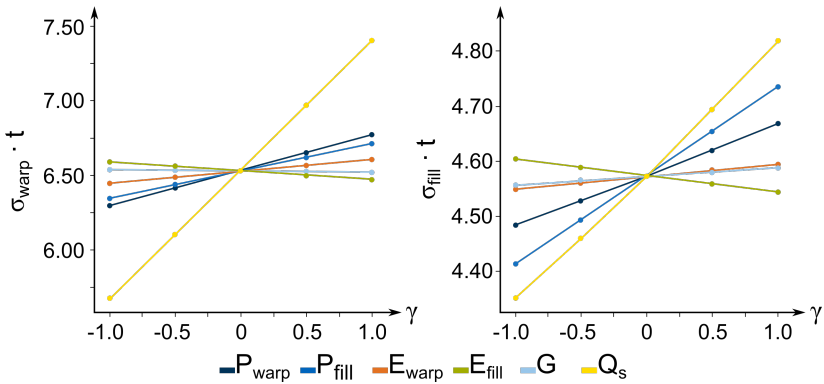 7.50
7.00
6.50
6.00
σwarp · t
-1.0 -0.5 0 0.5 1.0 γ
4.80
4.70
4.60
4.50
4.40
σfill · t
-1.0 -0.5 0 0.5 1.0 γ
Pwarp Pfill Ewarp Efill G Qs